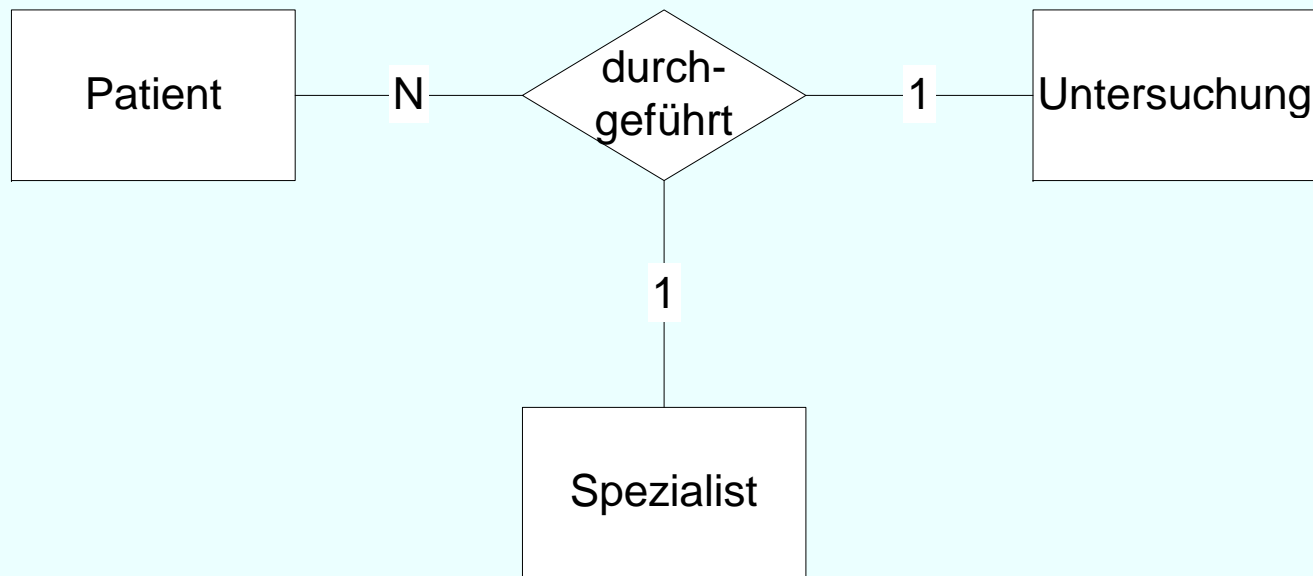 Patient
N
durch-
geführt
1
Untersuchung
1
Spezialist